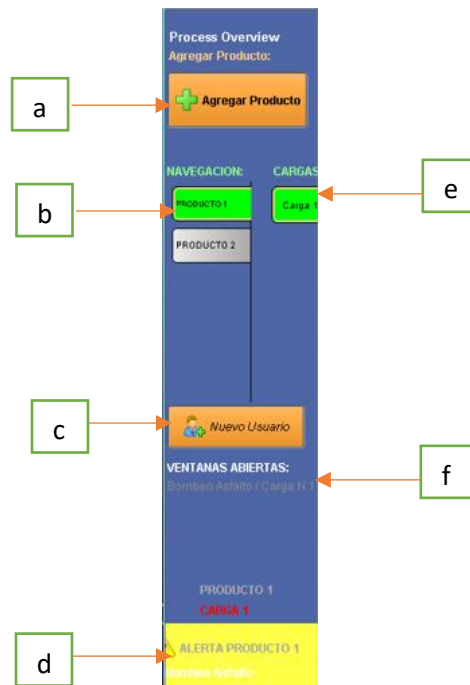 Process Overview
Agregar Producto:
a
Agregar Producto
NAVEGACION: CARGAS
e
b
PRODUCTO 1
Carga 1
PRODUCTO 2
c
Nuevo Usuario
VENTANAS ABIERTAS:
f
Bombeo Asfalto / Carga N 1
PRODUCTO 1
CARGA 1
d
ALERTA PRODUCTO 1
Bombeo Asfalto